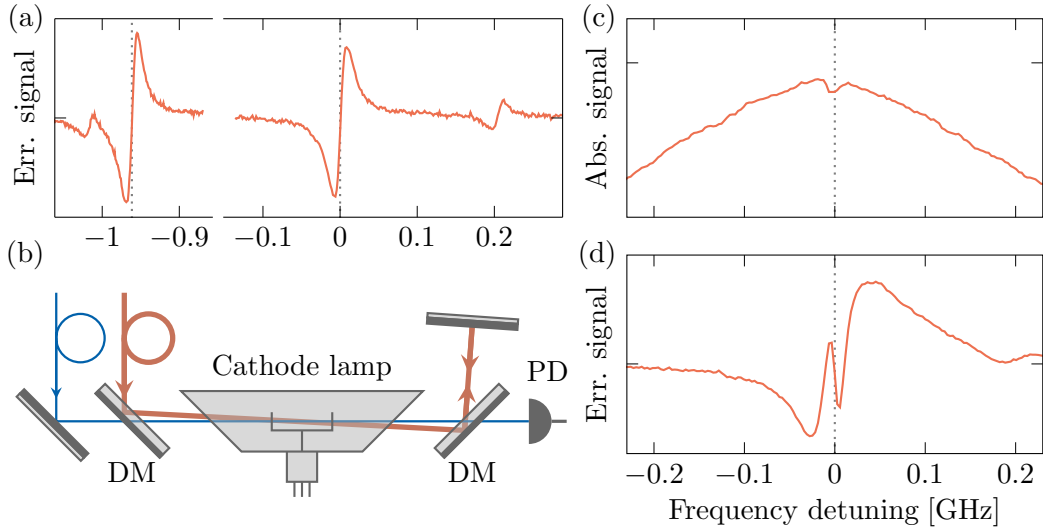 (a)
Err. signal
−1
−0.9
−0.1
0
0.1
0.2
(b)
Cathode lamp
PD
DM
DM
(c)
Abs. signal
(d)
Err. signal
−0.2
−0.1
0
0.1
0.2
Frequency detuning [GHz]